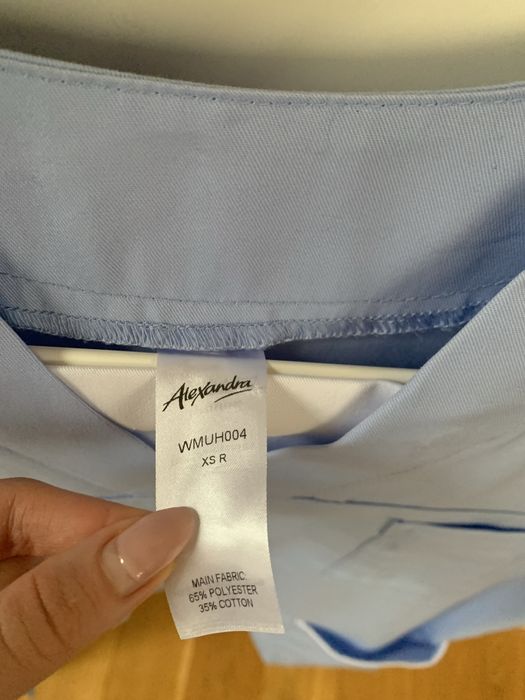 Alexandra
WMUH004
XS R
MAIN FABRIC:
65% POLYESTER
35% COTTON